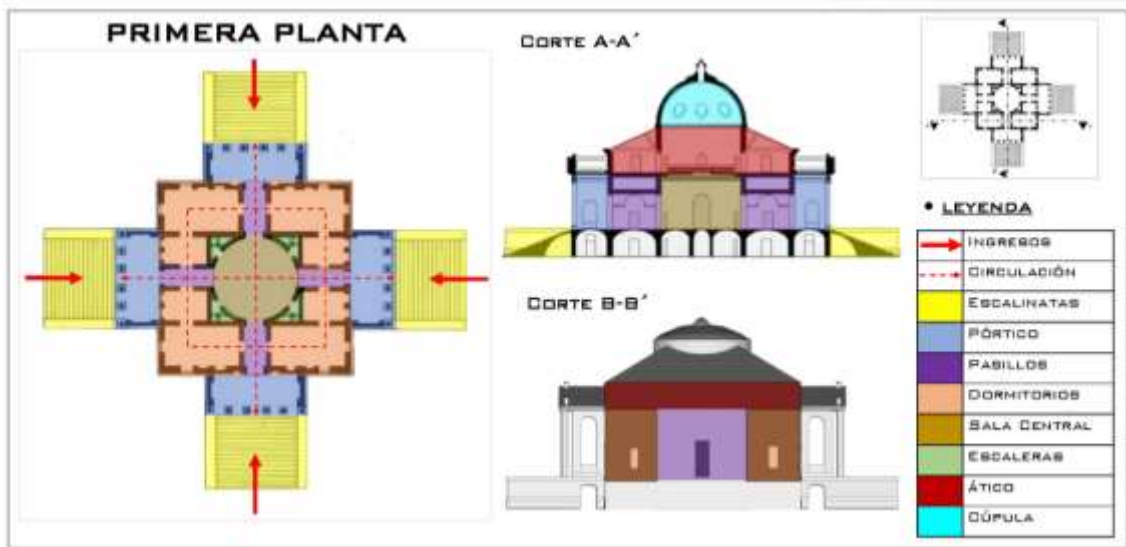 PRIMERA PLANTA
CORTE A-A´
CORTE B-B´
• LEYENDA
INGRESOS
CIRCULACIÓN
ESCALINATAS
PÓRTICO
PASILLOS
DORMITORIOS
SALA CENTRAL
ESCALERAS
ÁTICO
CÚPULA